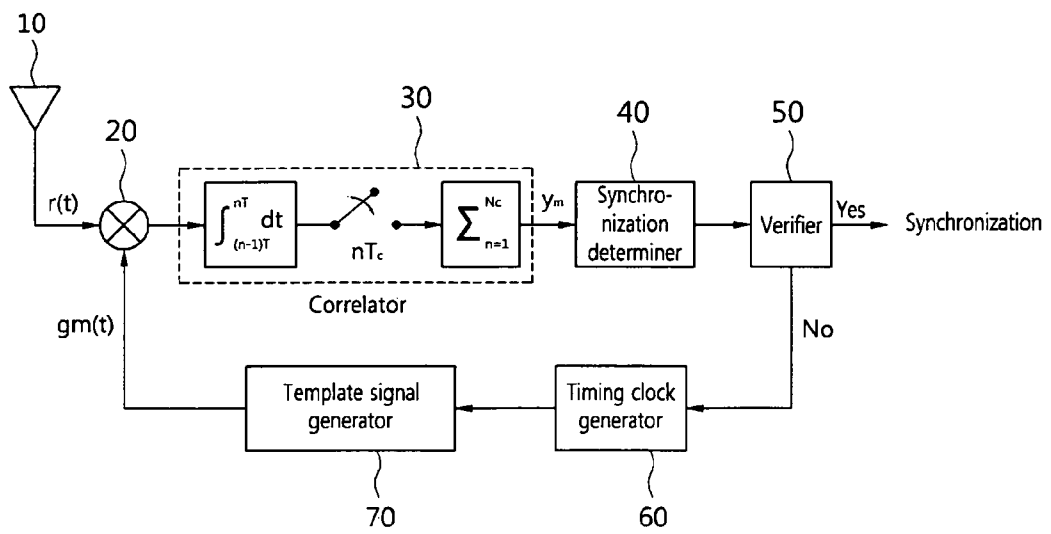 10
20
30
40
50
r(t)
∫ nT (n-1)T dt
nTc
∑ Nc n=1
ym
Synchro-
nization
determiner
Verifier
Yes
Synchronization
Correlator
gm(t)
No
Template signal
generator
Timing clock
generator
70
60